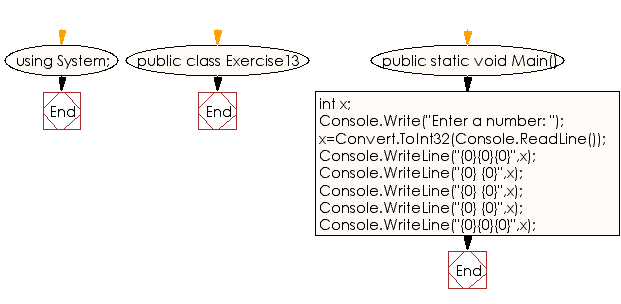 using System;
End
public class Exercise13
End
public static void Main()
int x;
Console.Write("Enter a number: ");
x=Convert.ToInt32(Console.ReadLine());
Console.WriteLine("{0}{0}{0}",x);
Console.WriteLine("{0} {0}",x);
Console.WriteLine("{0} {0}",x);
Console.WriteLine("{0} {0}",x);
Console.WriteLine("{0}{0}{0}",x);
End